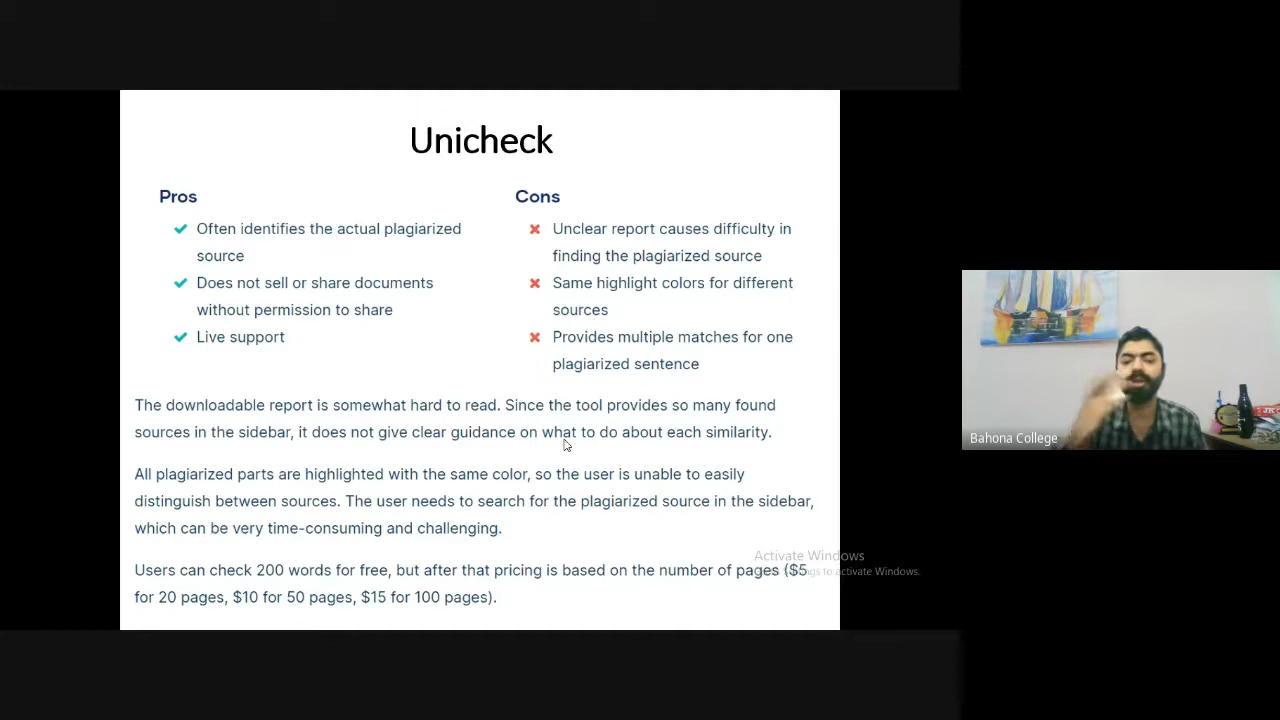 Unicheck
Pros
Often identifies the actual plagiarized
source
Does not sell or share documents
without permission to share
Live support
Cons
Unclear report causes difficulty in
finding the plagiarized source
Same highlight colors for different
sources
Provides multiple matches for one
plagiarized sentence
The downloadable report is somewhat hard to read. Since the tool provides so many found
sources in the sidebar, it does not give clear guidance on what to do about each similarity.
All plagiarized parts are highlighted with the same color, so the user is unable to easily
distinguish between sources. The user needs to search for the plagiarized source in the sidebar,
which can be very time-consuming and challenging.
Users can check 200 words for free, but after that pricing is based on the number of pages ($5
for 20 pages, $10 for 50 pages, $15 for 100 pages).
Activate Windows
to activate Windows.
Bahona College
JK